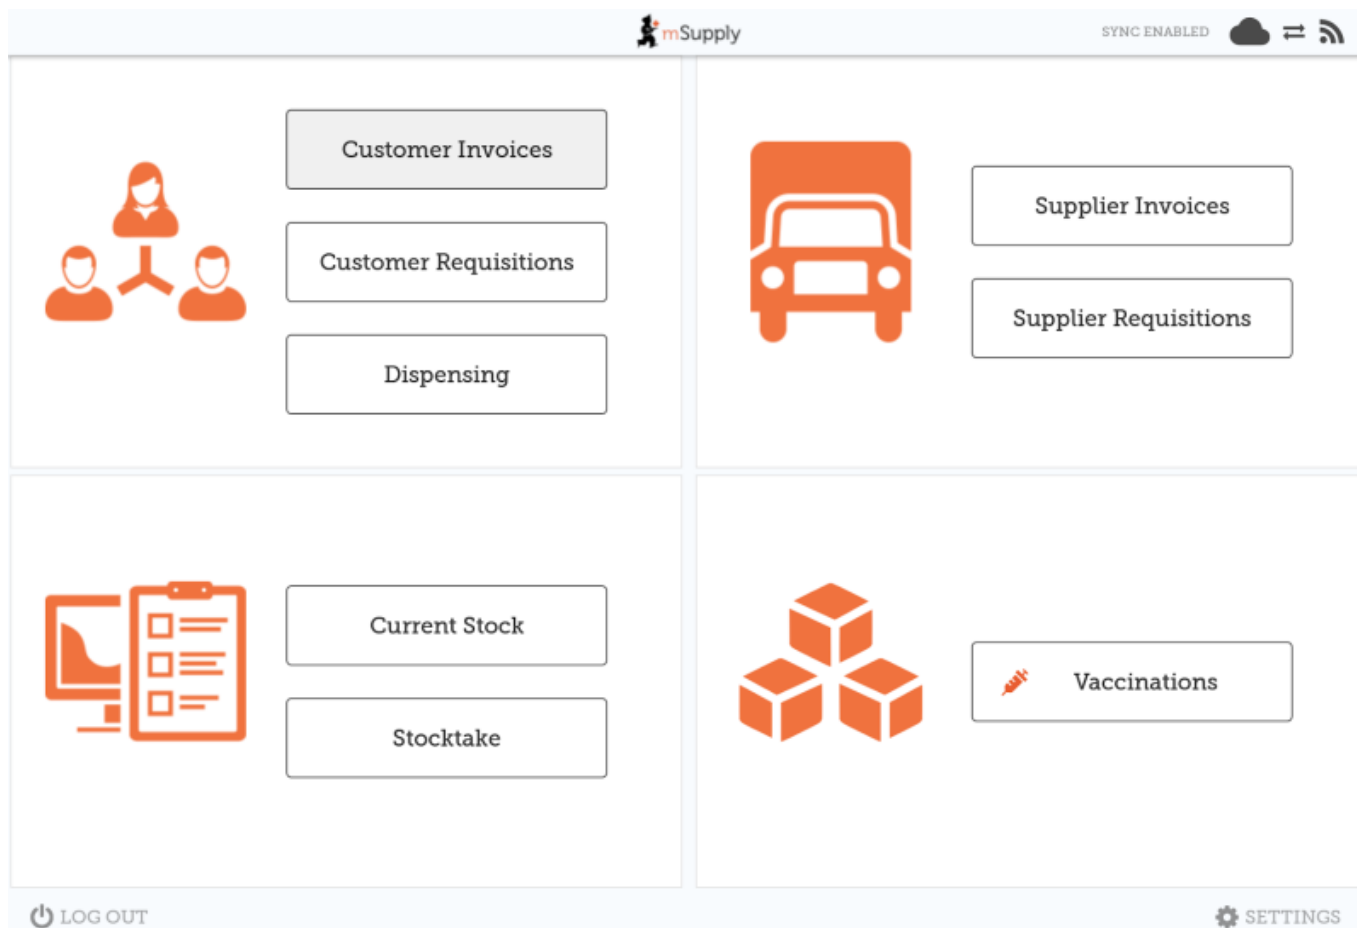 mSupply
SYNC ENABLED
Customer Invoices
Customer Requisitions
Dispensing
Supplier Invoices
Supplier Requisitions
Current Stock
Stocktake
Vaccinations
LOG OUT
SETTINGS